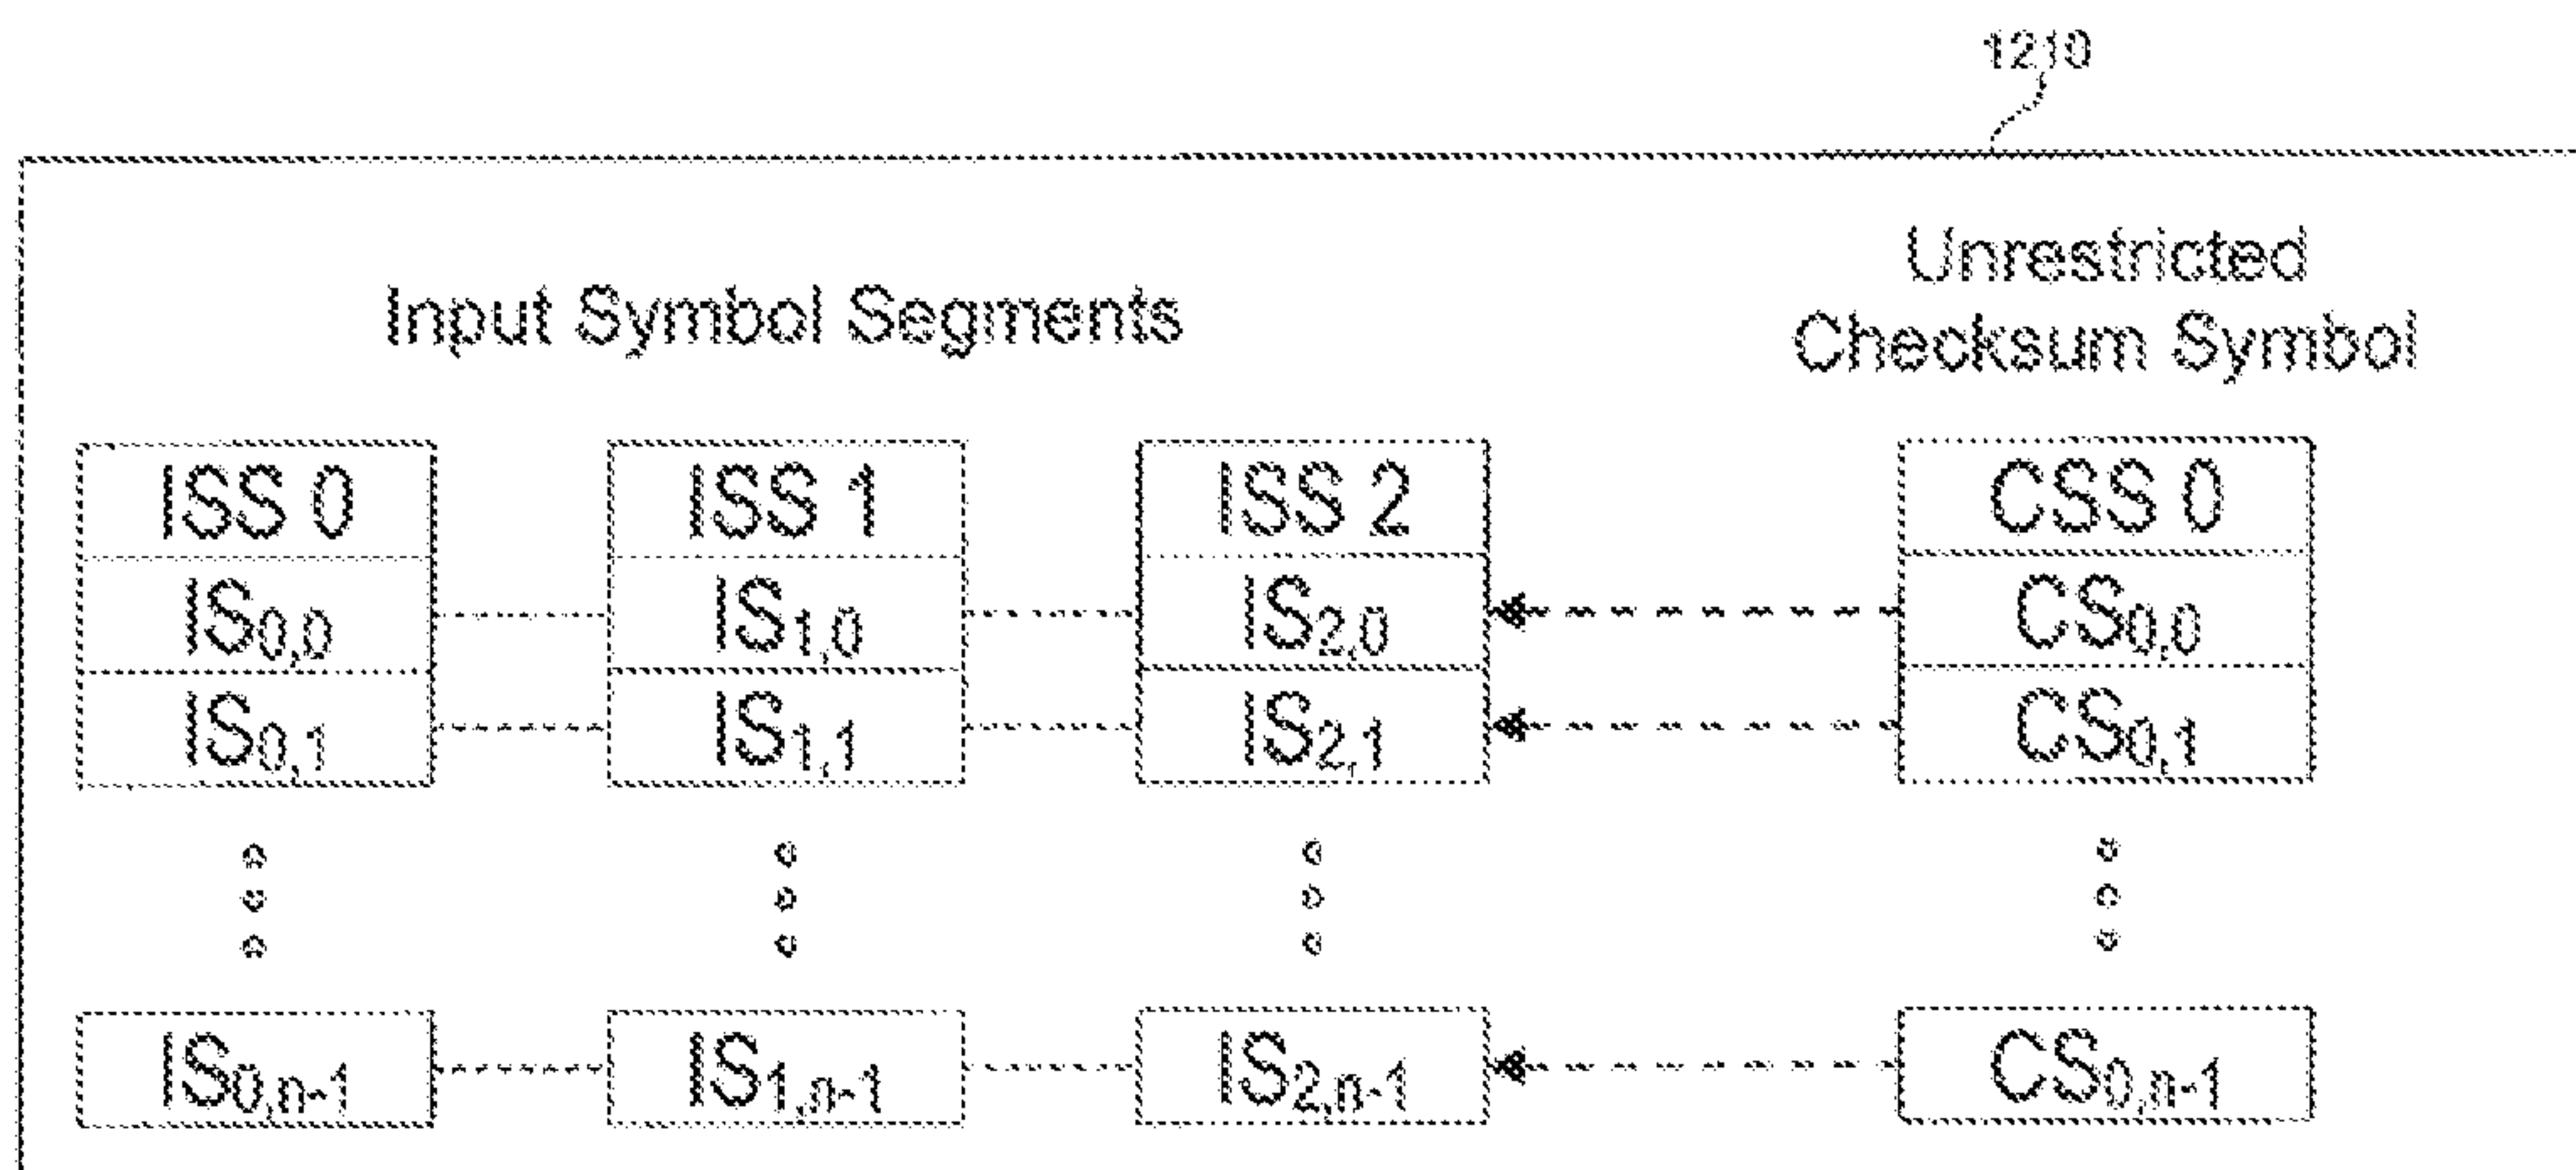 1210
Unrestricted
Input Symbol Segments
Checksum Symbol
ISS 0 ISS 1 ISS 2 CSS 0
IS0,0 IS1,0 IS2,0 CS0,0
IS0,1 IS1,1 IS2,1 CS0,1
IS0,n-1 IS1,n-1 IS2,n-1 CS0,n-1